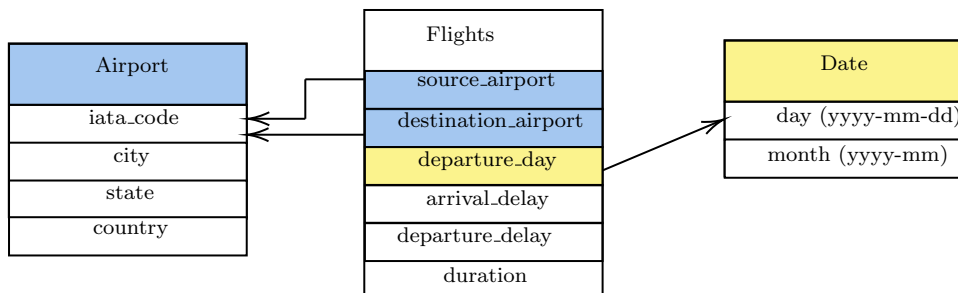 Airport
iata_code
city
state
country
Flights
source_airport
destination_airport
departure_day
arrival_delay
departure_delay
duration
Date
day (yyyy-mm-dd)
month (yyyy-mm)